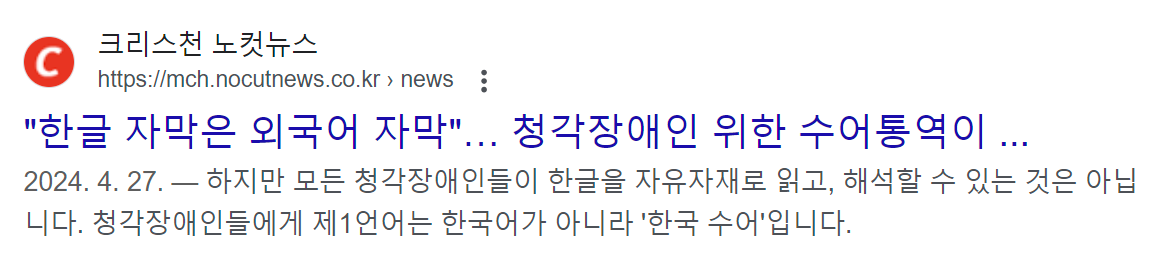 C
크리스천 노컷뉴스
https://mch.nocutnews.co.kr › news
"한글 자막은 외국어 자막"… 청각장애인 위한 수어통역이 ...
2024. 4. 27. — 하지만 모든 청각장애인들이 한글을 자유자재로 읽고, 해석할 수 있는 것은 아닙
니다. 청각장애인들에게 제1언어는 한국어가 아니라 '한국 수어'입니다.